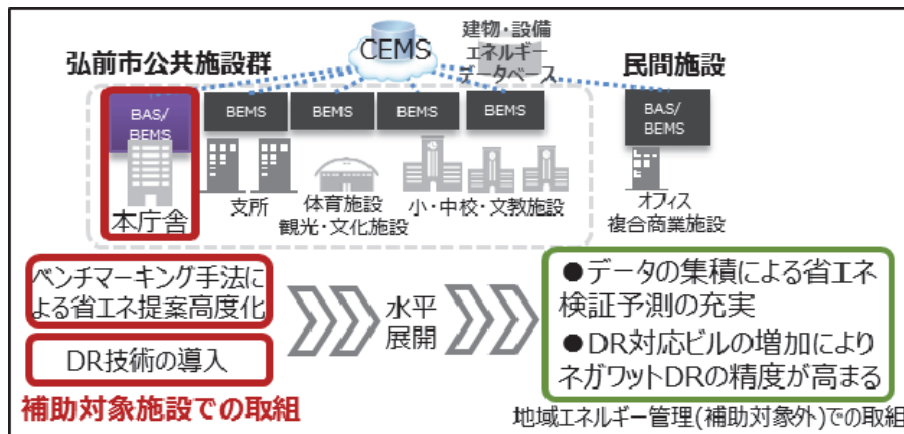 CEMS
建物・設備
エネルギー
データベース
弘前市公共施設群
民間施設
BAS/
BEMS
BEMS
BEMS
BEMS
BEMS
BAS/
BEMS
本庁舎
支所
体育施設
観光・文化施設
小・中校・文教施設
オフィス
複合商業施設
ベンチマーキング手法に
よる省エネ提案高度化
DR技術の導入
補助対象施設での取組
水平
展開
●データの集積による省エネ
検証予測の充実
●DR対応ビルの増加により
ネガワットDRの精度が高まる
地域エネルギー管理(補助対象外)での取組